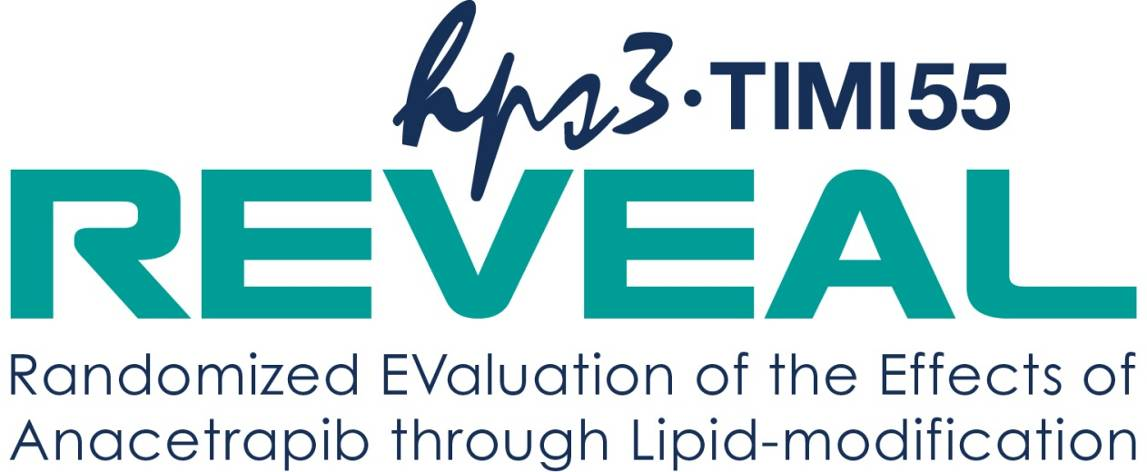 hps3·TIMI55
REVEAL
Randomized EValuation of the Effects of
Anacetrapib through Lipid-modification